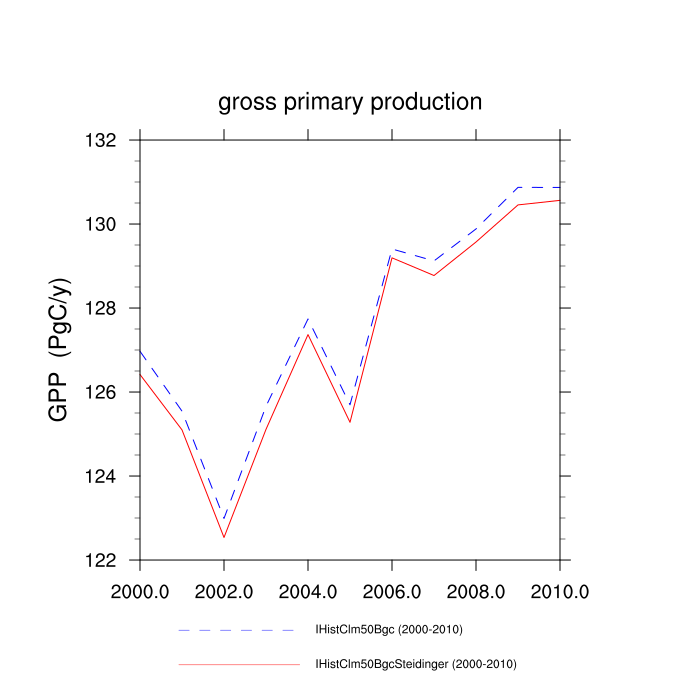 gross primary production
GPP (PgC/y)
132
130
128
126
124
122
2000.0 2002.0 2004.0 2006.0 2008.0 2010.0
IHistClm50Bgc (2000-2010)
IHistClm50BgcSteidinger (2000-2010)